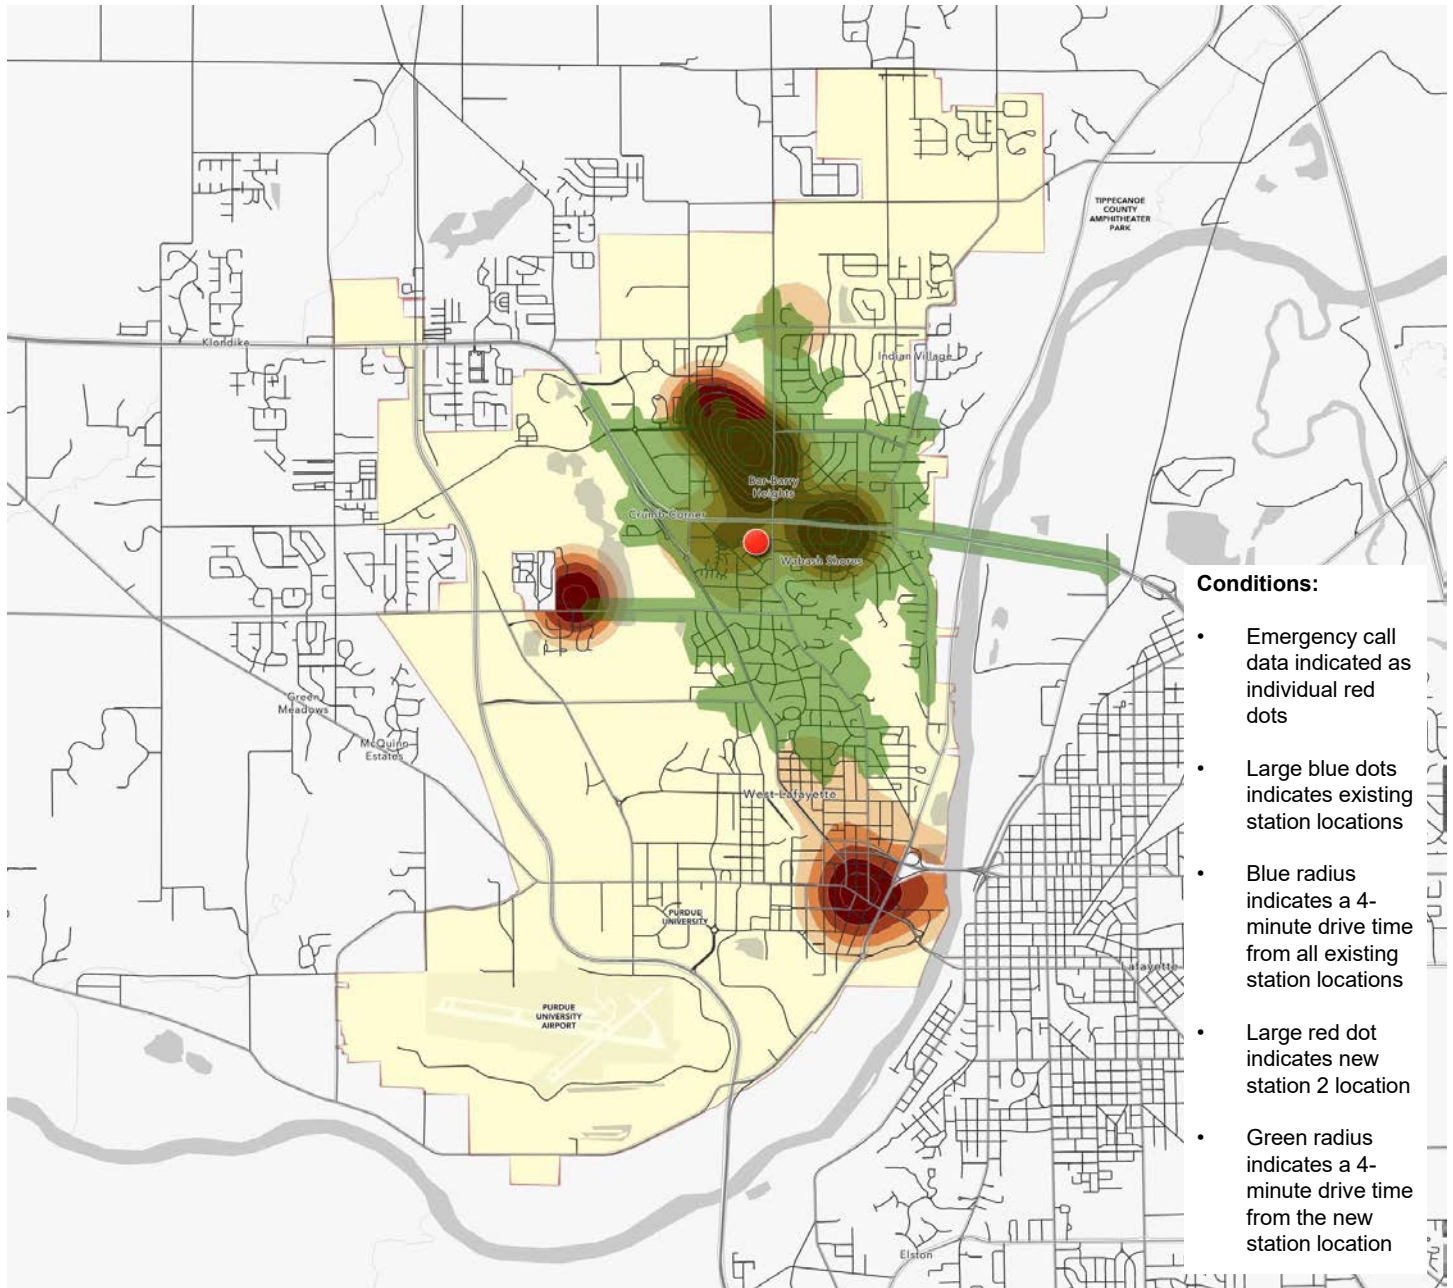 TIPPECANOE
COUNTY
AMPHITHEATER
PARK
Klondike
Indian Village
Bar-Barry
Heights
Crumb Corner
Wabash Shores
Green
Meadows
McQuinn
Estates
West Lafayette
PURDUE
UNIVERSITY
Lafayette
PURDUE
UNIVERSITY
AIRPORT
Elston
Conditions:
• Emergency call
data indicated as
individual red
dots
• Large blue dots
indicates existing
station locations
• Blue radius
indicates a 4-
minute drive time
from all existing
station locations
• Large red dot
indicates new
station 2 location
• Green radius
indicates a 4-
minute drive time
from the new
station location